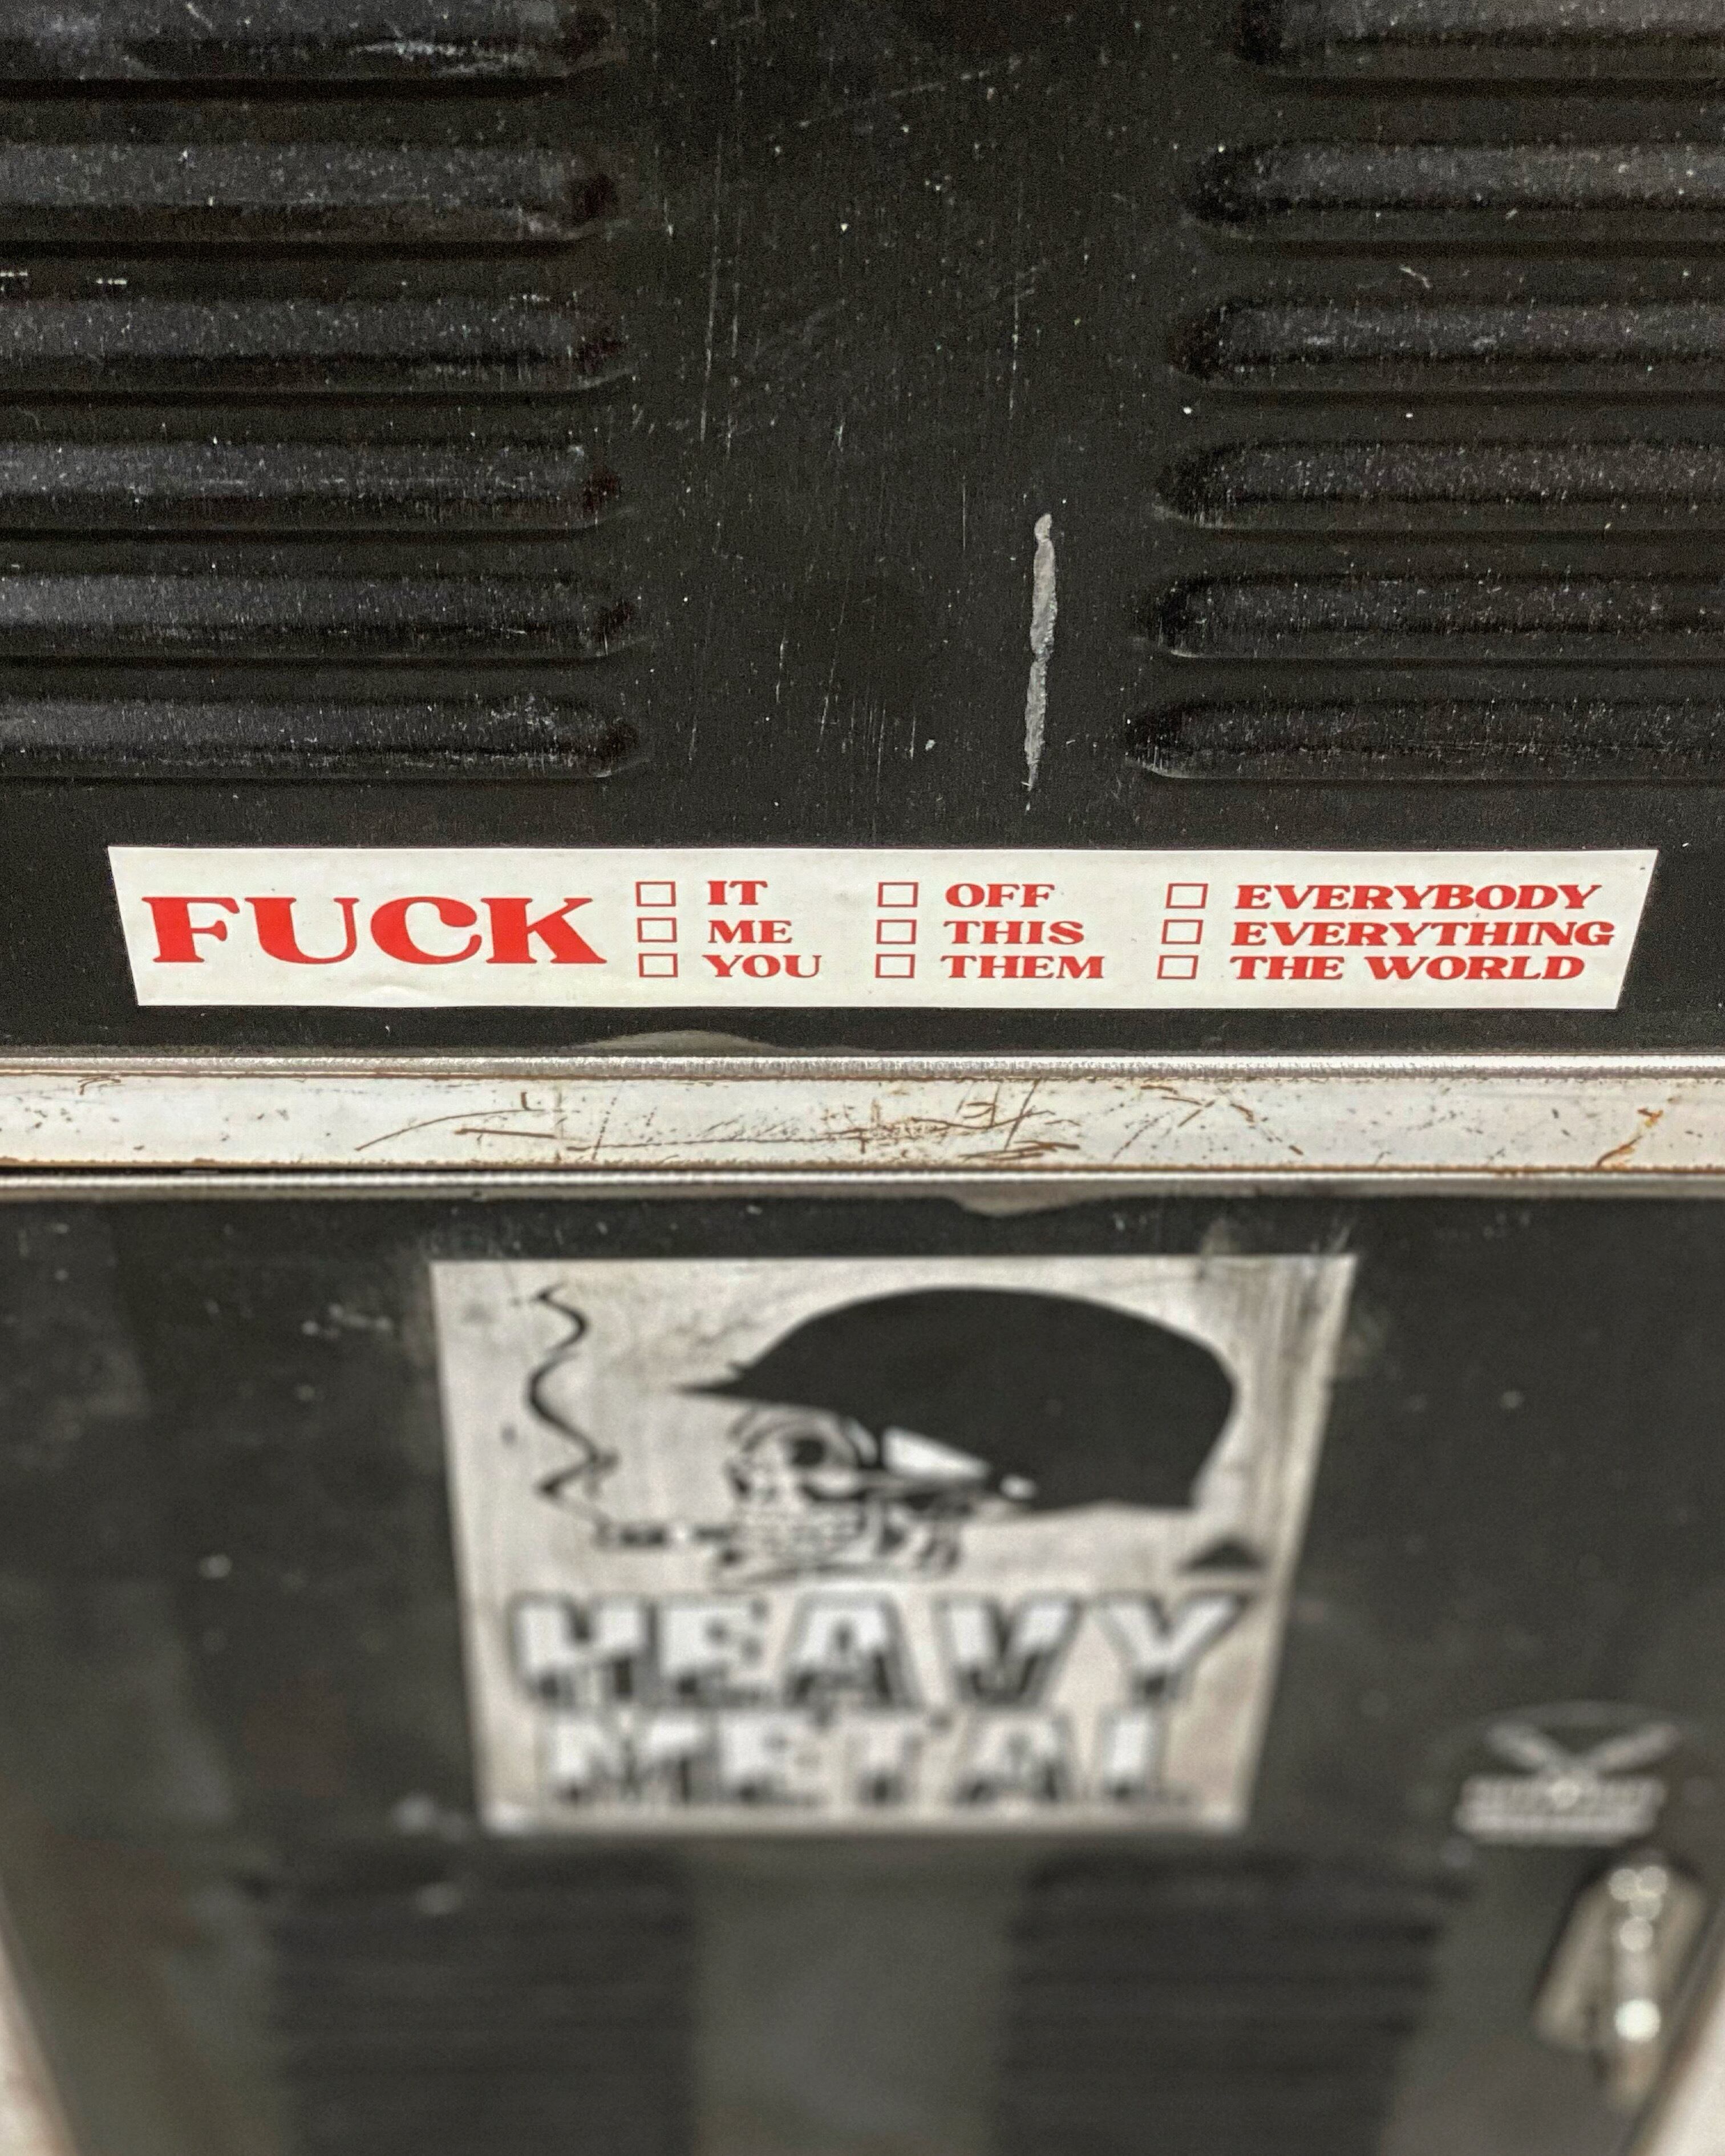 FUCK
☐ IT ☐ OFF ☐ EVERYBODY
☐ ME ☐ THIS ☐ EVERYTHING
☐ YOU ☐ THEM ☐ THE WORLD
HEAVY
METAL